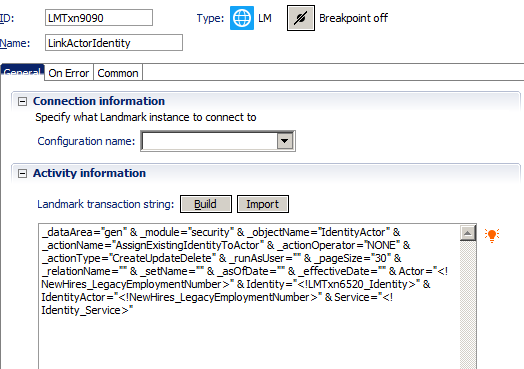 ID: LMTxn9090 Type: LM Breakpoint off
Name: LinkActorIdentity
General On Error Common
Connection information
Specify what Landmark instance to connect to
Configuration name:
Activity information
Landmark transaction string: Build Import
_dataArea="gen" & _module="security" & _objectName="IdentityActor" &
_actionName="AssignExistingIdentityToActor" & _actionOperator="NONE" &
_actionType="CreateUpdateDelete" & _runAsUser="" & _pageSize="30" &
_relationName="" & _setName="" & _asOfDate="" & _effectiveDate="" & Actor="<!
NewHires_LegacyEmploymentNumber>" & Identity="<!LMTxn6520_Identity>" &
IdentityActor="<!NewHires_LegacyEmploymentNumber>" & Service="<!
Identity_Service>"